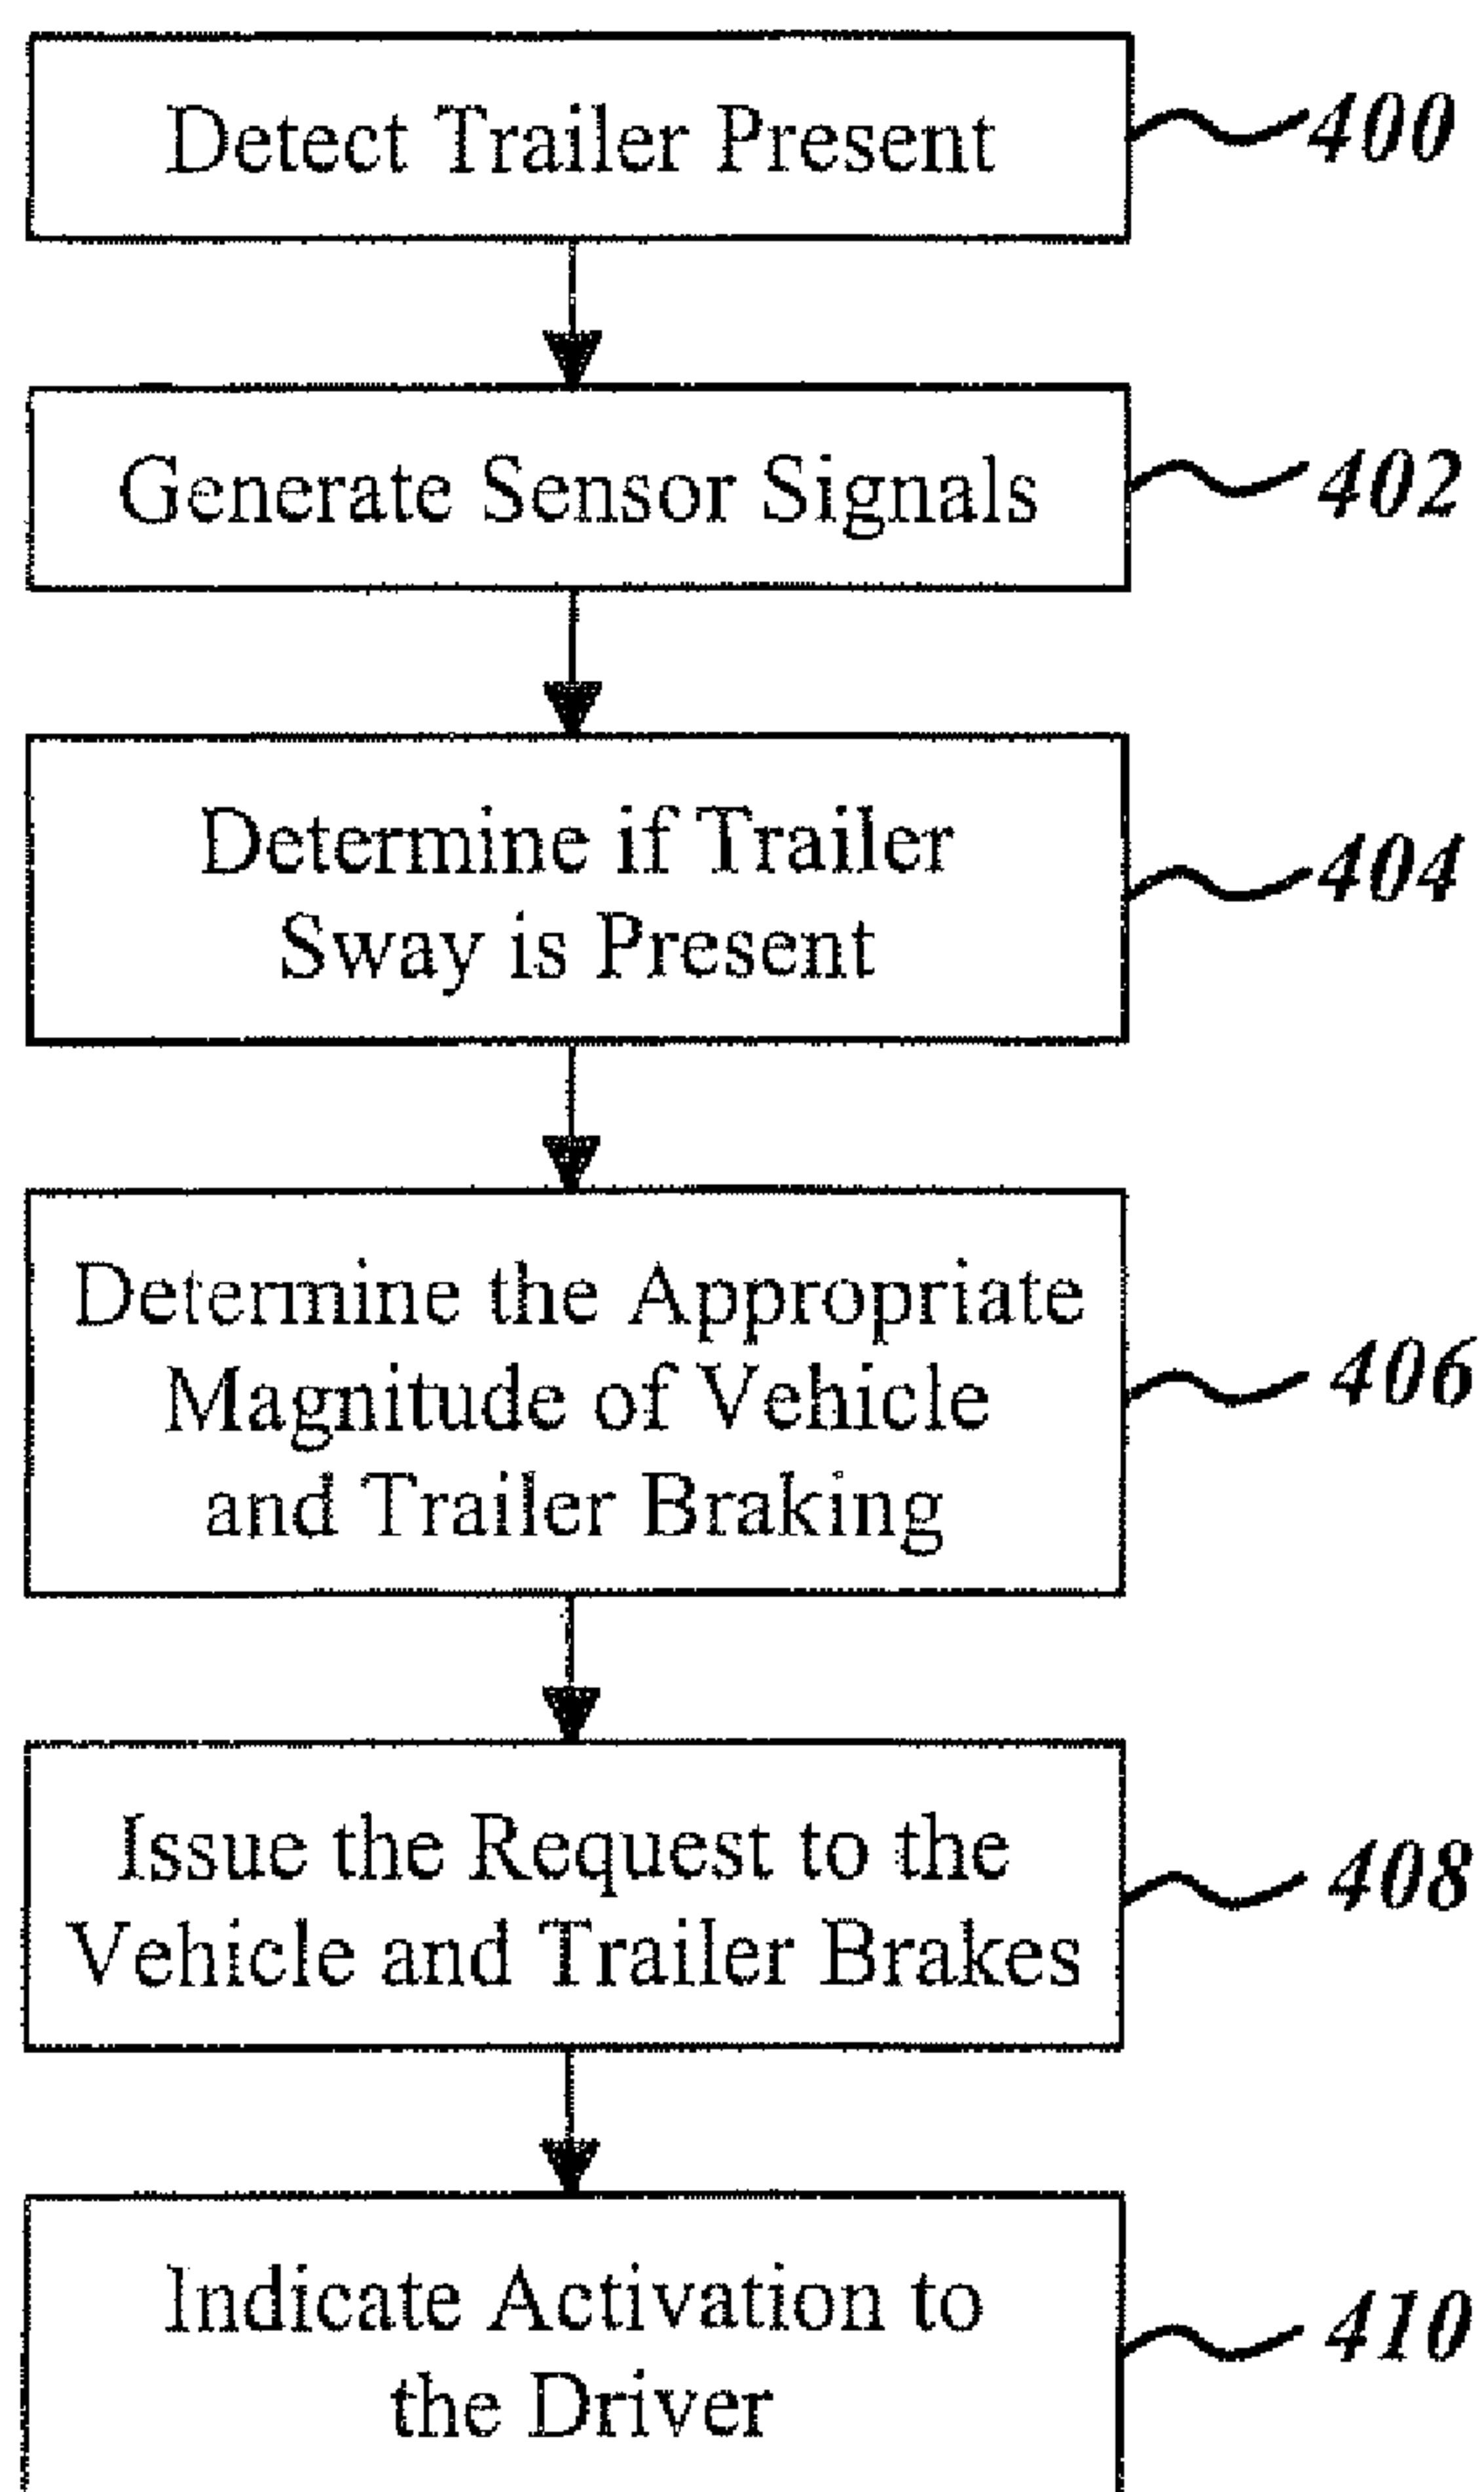 Detect Trailer Present
400
Generate Sensor Signals
402
Determine if Trailer
Sway is Present
404
Determine the Appropriate
Magnitude of Vehicle
and Trailer Braking
406
Issue the Request to the
Vehicle and Trailer Brakes
408
Indicate Activation to
the Driver
410